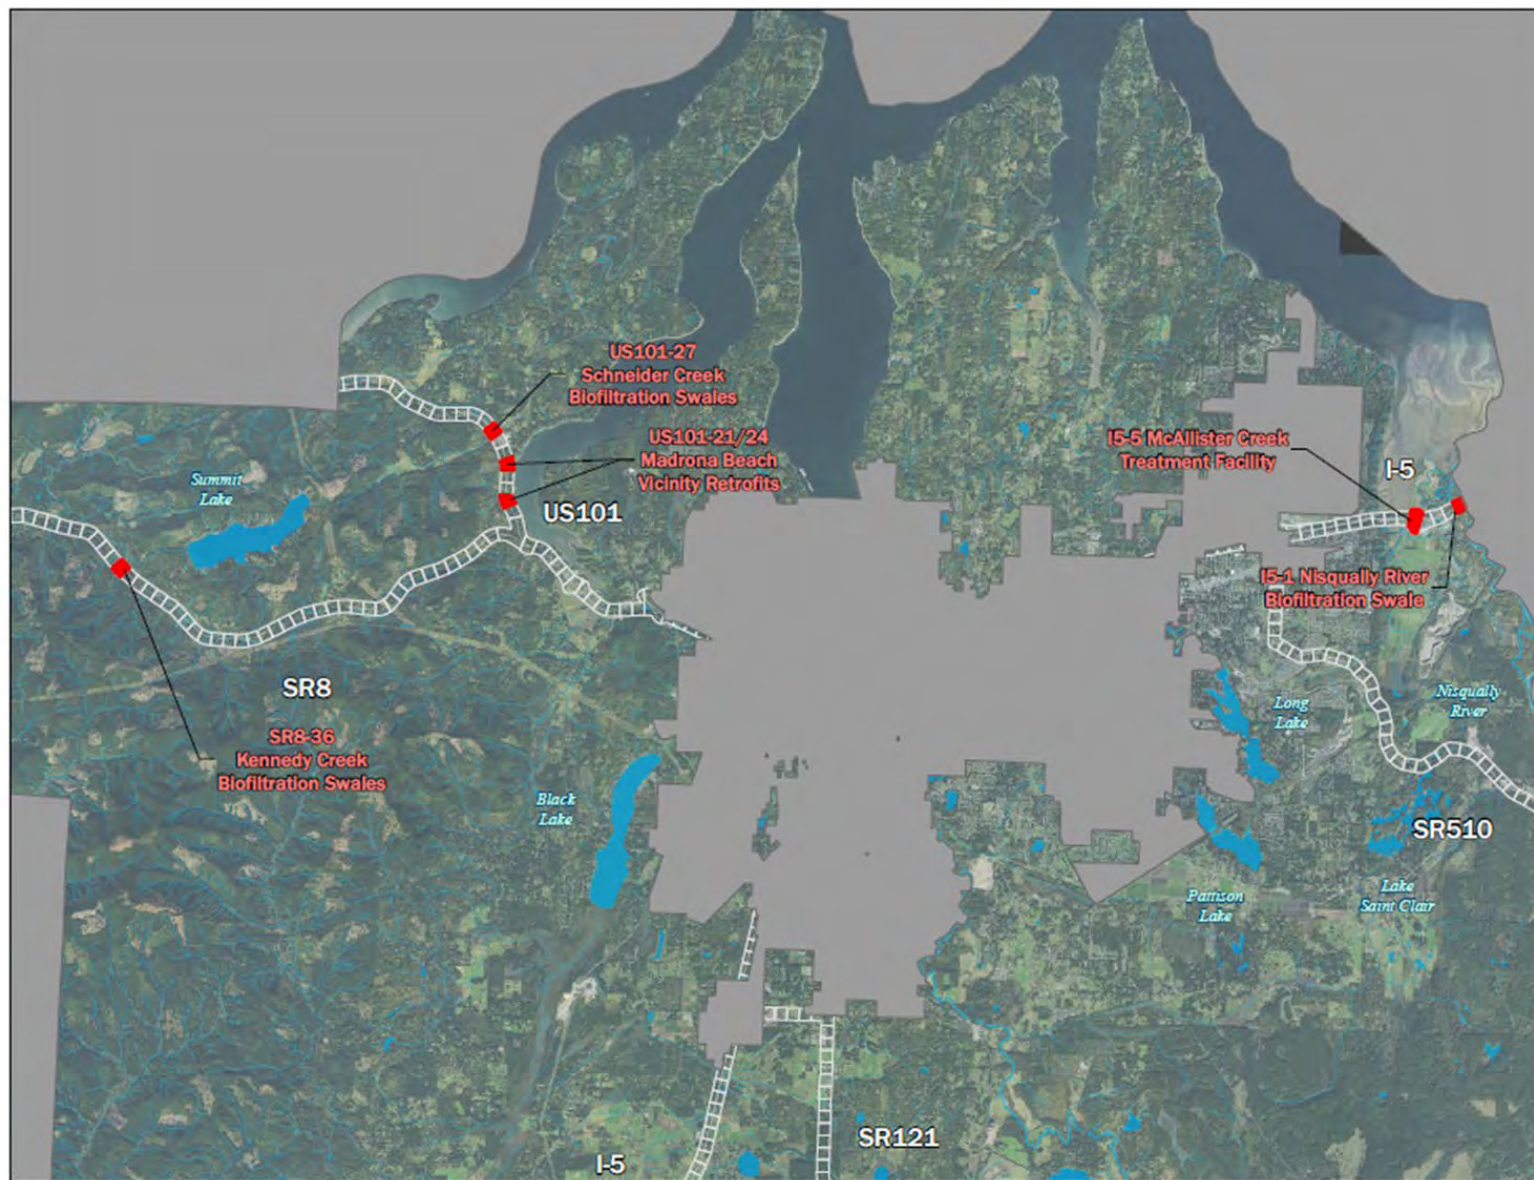 US101-27
Schneider Creek
Biofiltration Swales
US101-21/24
Madrona Beach
Vicinity Retrofits
I5-5 McAllister Creek
Treatment Facility
I-5
Summit
Lake
US101
I5-1 Nisqually River
Biofiltration Swale
SR8
Long
Lake
Nisqually
River
SR8-36
Kennedy Creek
Biofiltration Swales
Black
Lake
SR510
Pattison
Lake
Lake
Saint Clair
SR121
I-5